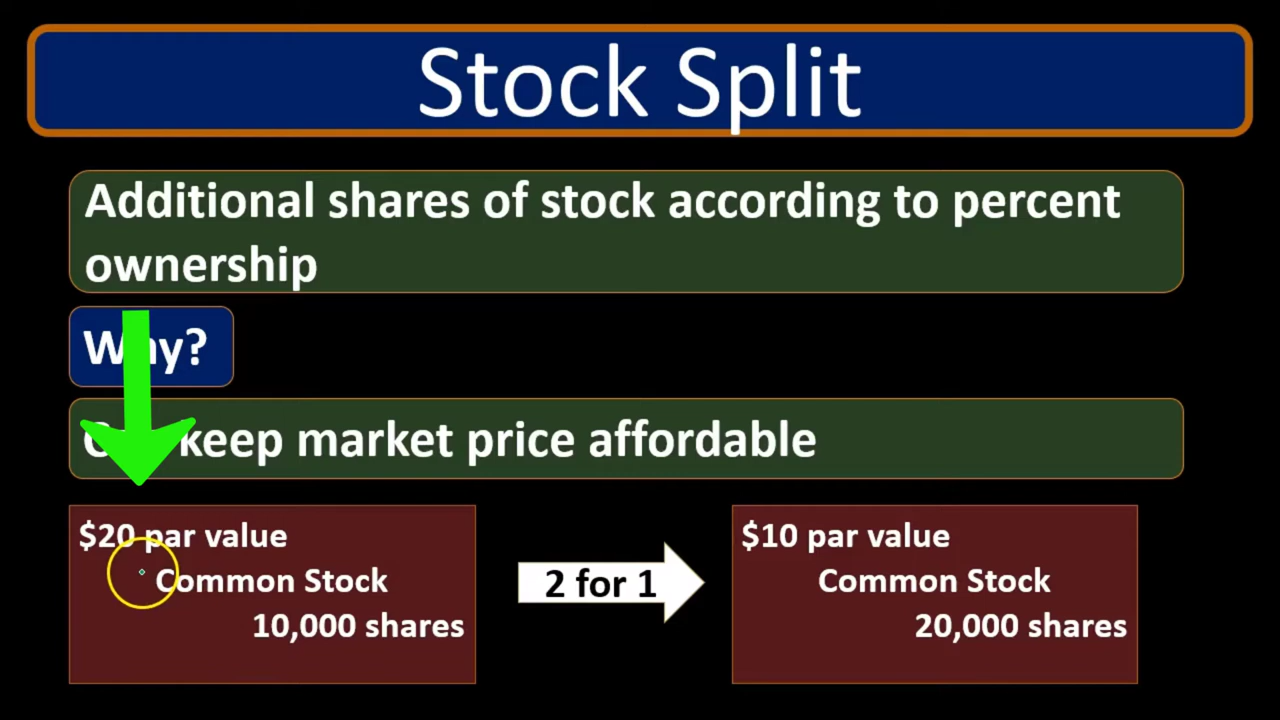 Stock Split
Additional shares of stock according to percent
ownership
Why?
keep market price affordable
$20 par value
Common Stock
10,000 shares
2 for 1
$10 par value
Common Stock
20,000 shares